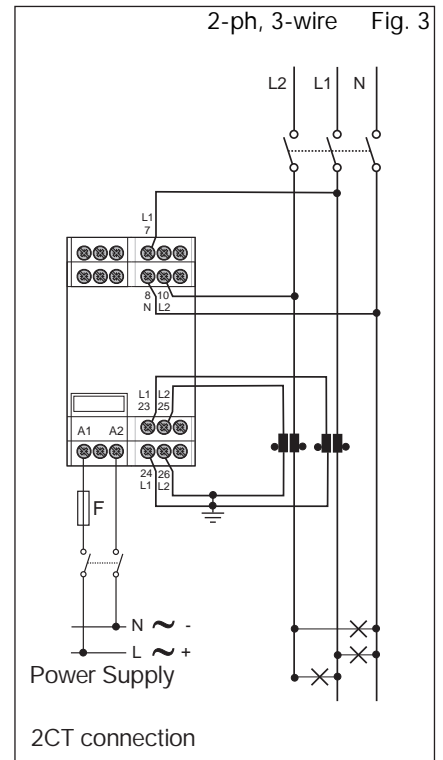 2-ph, 3-wire Fig. 3
L2 L1 N
L1
7
8 10
N L2
L1 L2
23 25
A1 A2
24 26
L1 L2
F
N ~ -
L ~ +
Power Supply
2CT connection